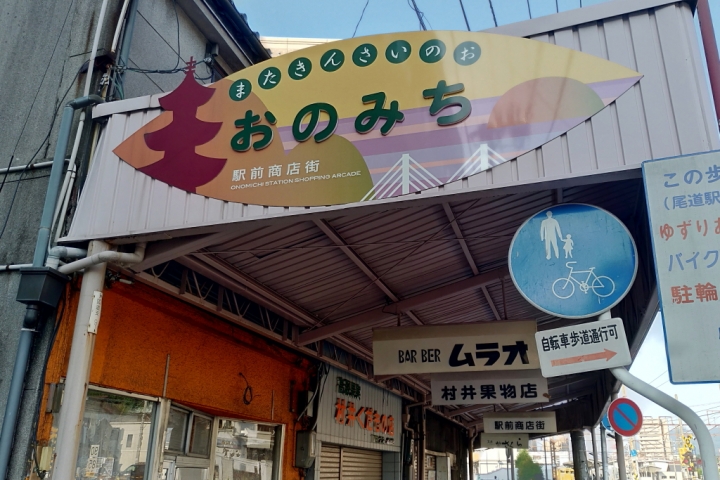 またきんさいのお
おのみち
駅前商店街
ONOMICHI STATION SHOPPING ARCADE
この歩
(尾道駅
ゆずりあ
バイク
駐輪
自転車歩道通行可
BAR BER ムラオ
村井果物店
駅前商店街